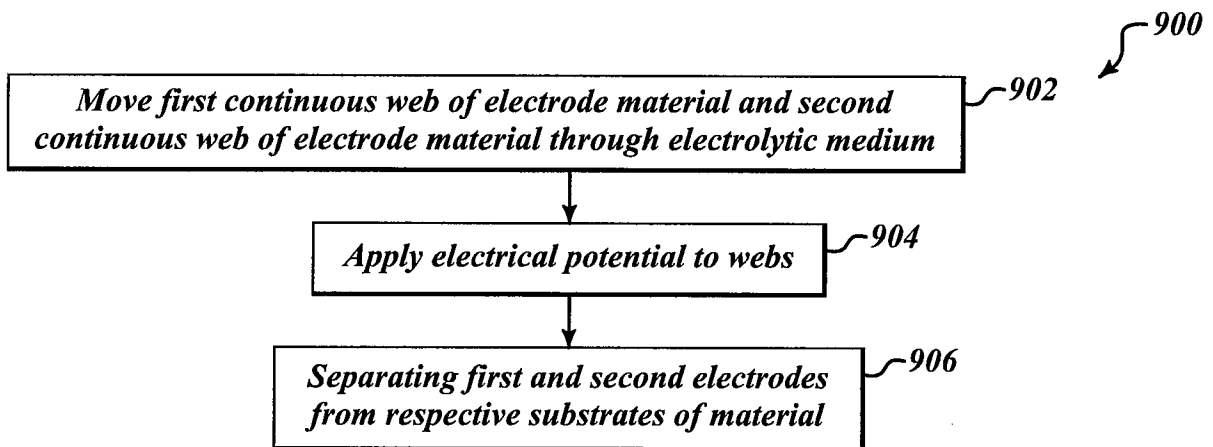 900
Move first continuous web of electrode material and second
continuous web of electrode material through electrolytic medium
902
Apply electrical potential to webs
904
Separating first and second electrodes
from respective substrates of material
906